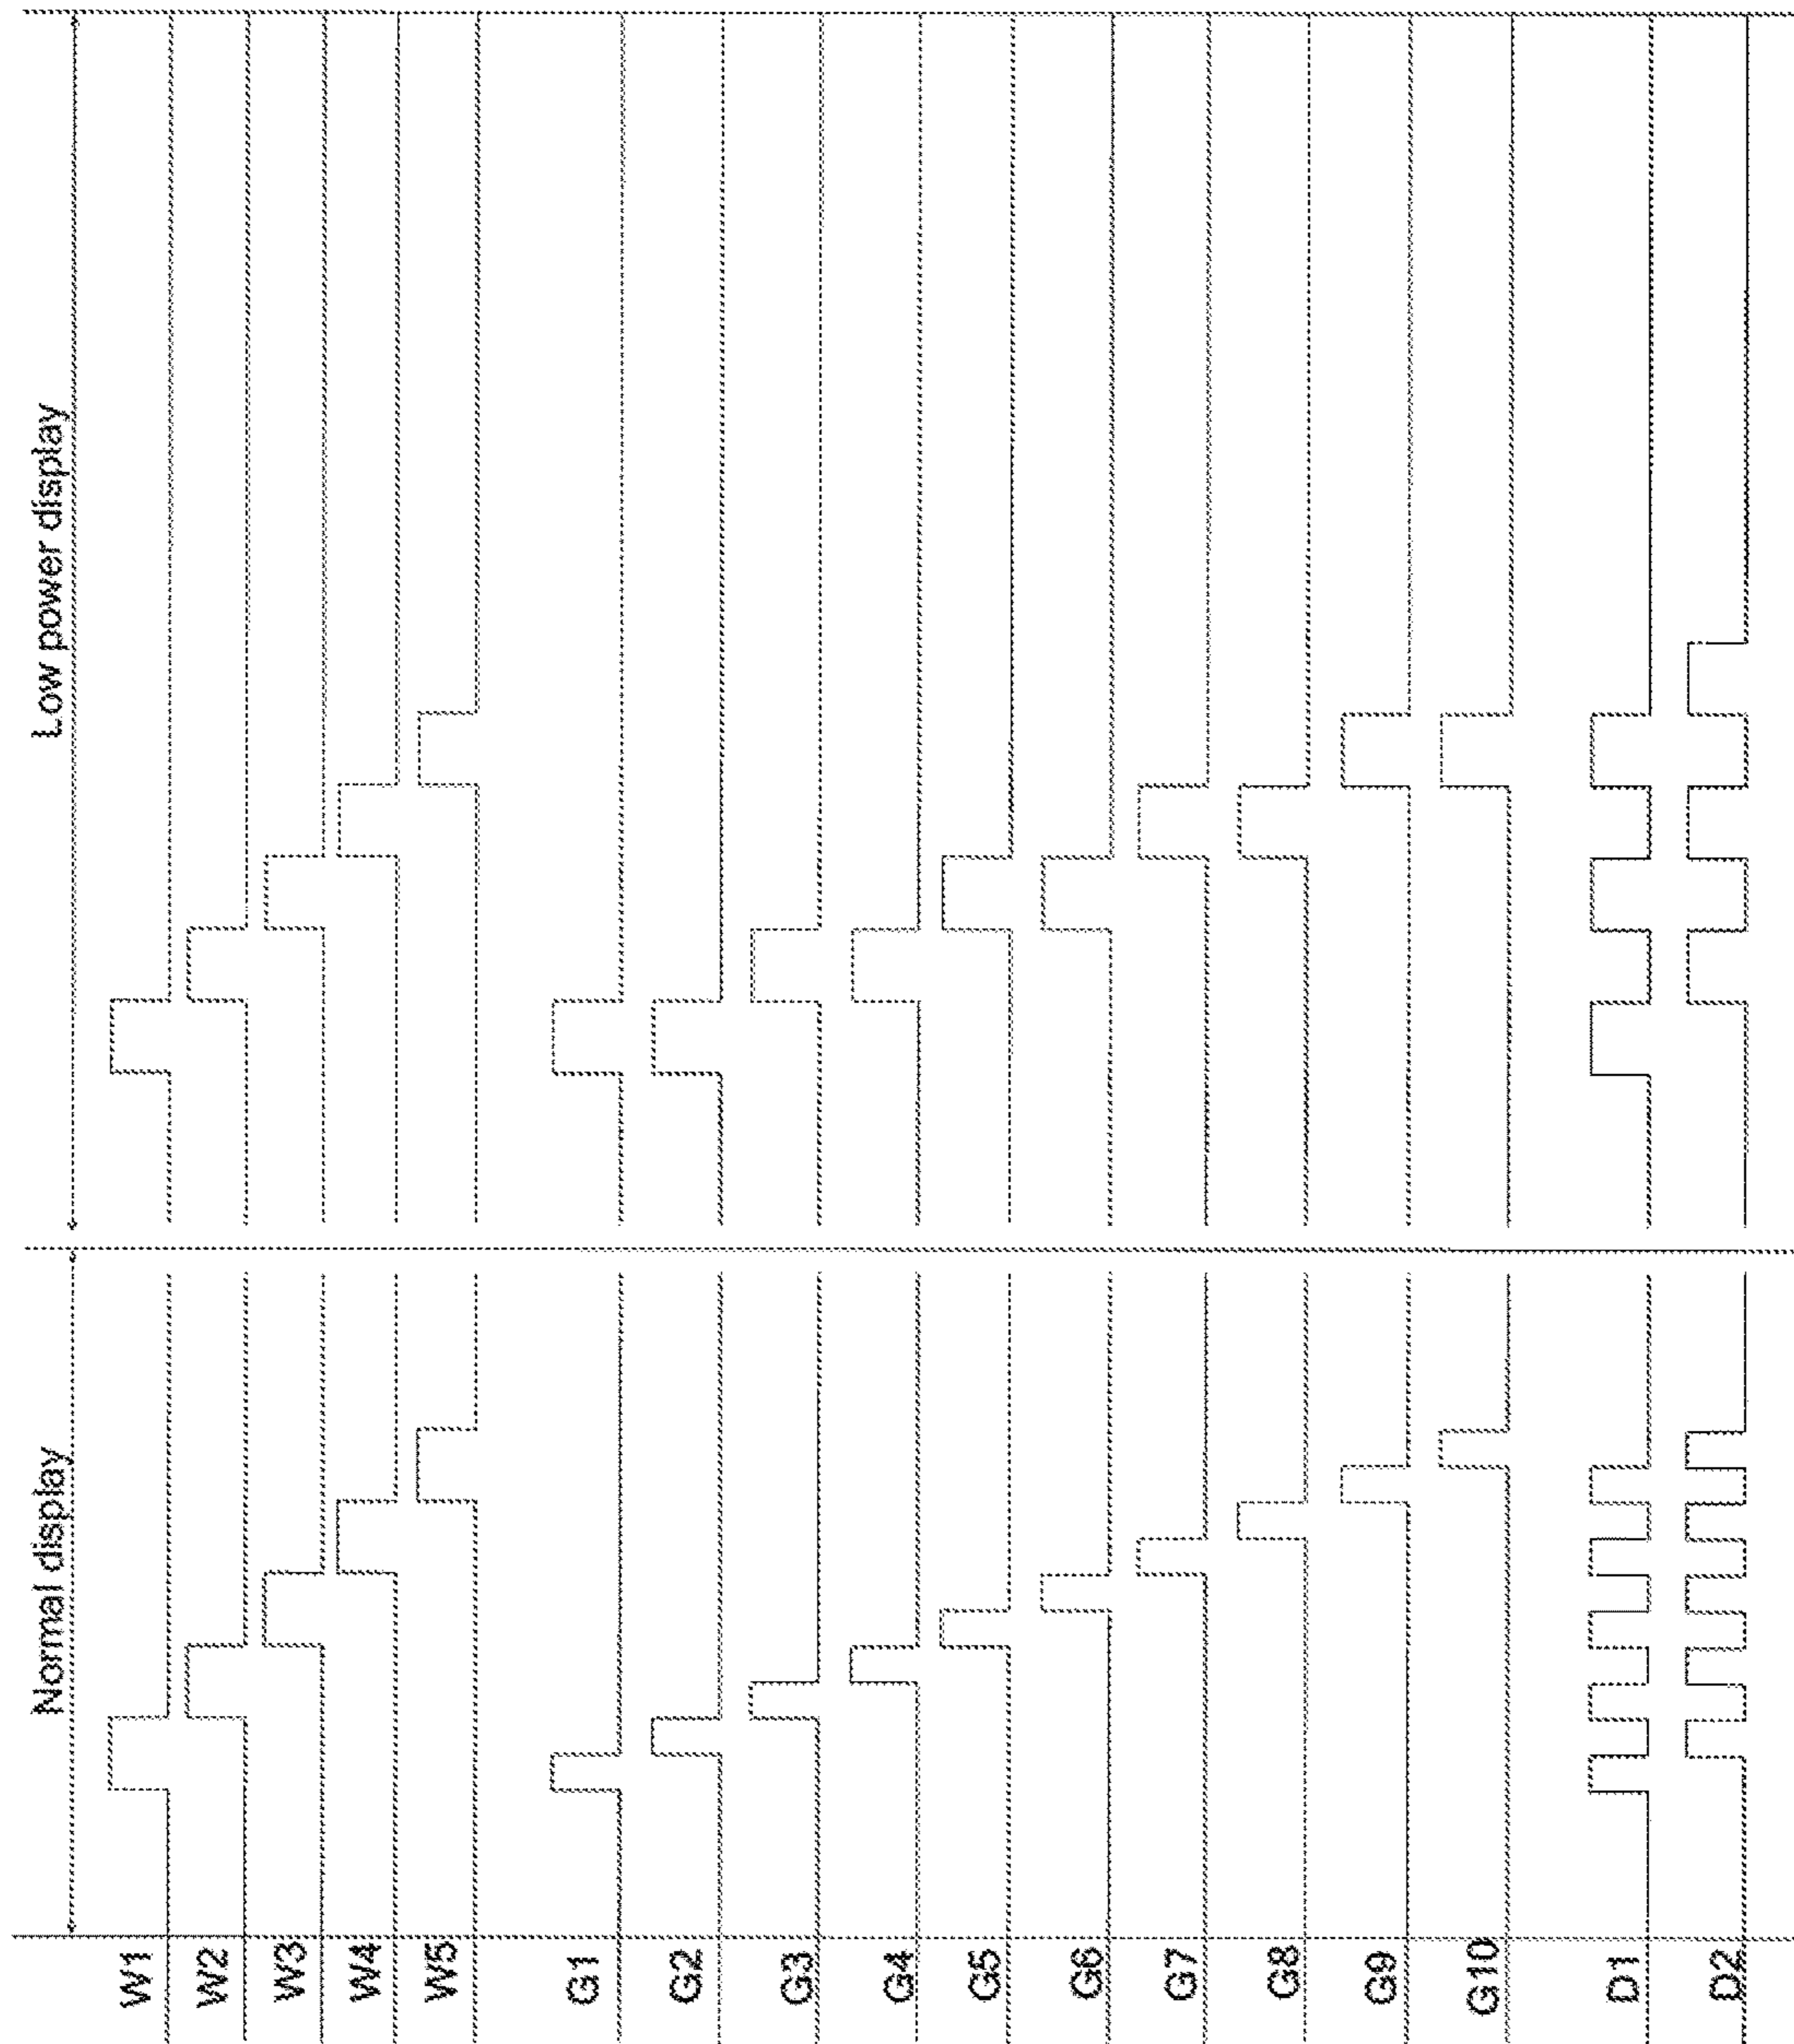 Normal display
Low power display
W1
W2
W3
W4
W5
G1
G2
G3
G4
G5
G6
G7
G8
G9
G10
D1
D2